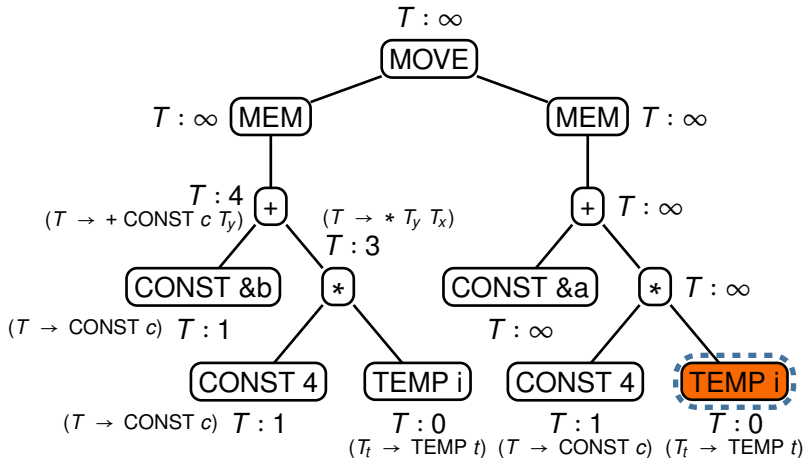 T : ∞
MOVE
T : ∞ MEM MEM T : ∞
T : 4
(T → + CONST c T_y) + (T → * T_y T_x) + T : ∞
T : 3
CONST &b * CONST &a * T : ∞
(T → CONST c) T : 1 T : ∞
CONST 4 TEMP i CONST 4 TEMP i
(T → CONST c) T : 1 T : 0 T : 1 T : 0
(T_t → TEMP t) (T → CONST c) (T_t → TEMP t)